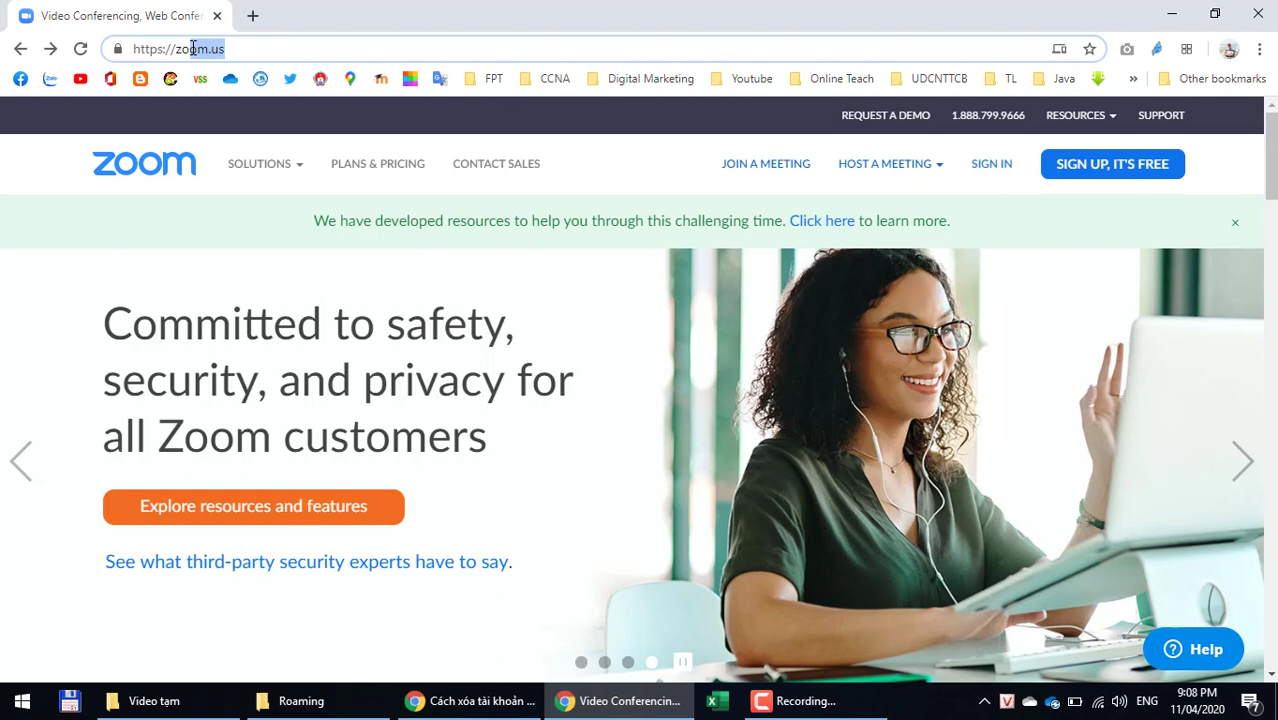 Video Conferencing, Web Confer
https://zoom.us
FPT CCNA Digital Marketing Youtube Online Teach UDCNTTCB TL Java » Other bookmarks
REQUEST A DEMO 1.888.799.9666 RESOURCES SUPPORT
zoom SOLUTIONS PLANS & PRICING CONTACT SALES JOIN A MEETING HOST A MEETING SIGN IN SIGN UP, IT'S FREE
We have developed resources to help you through this challenging time. Click here to learn more. ×
Committed to safety,
security, and privacy for
all Zoom customers
Explore resources and features
See what third-party security experts have to say.
Help
Video tạm Roaming Cách xóa tài khoản ... Video Conferencin... Recording... ENG 9:08 PM
11/04/2020